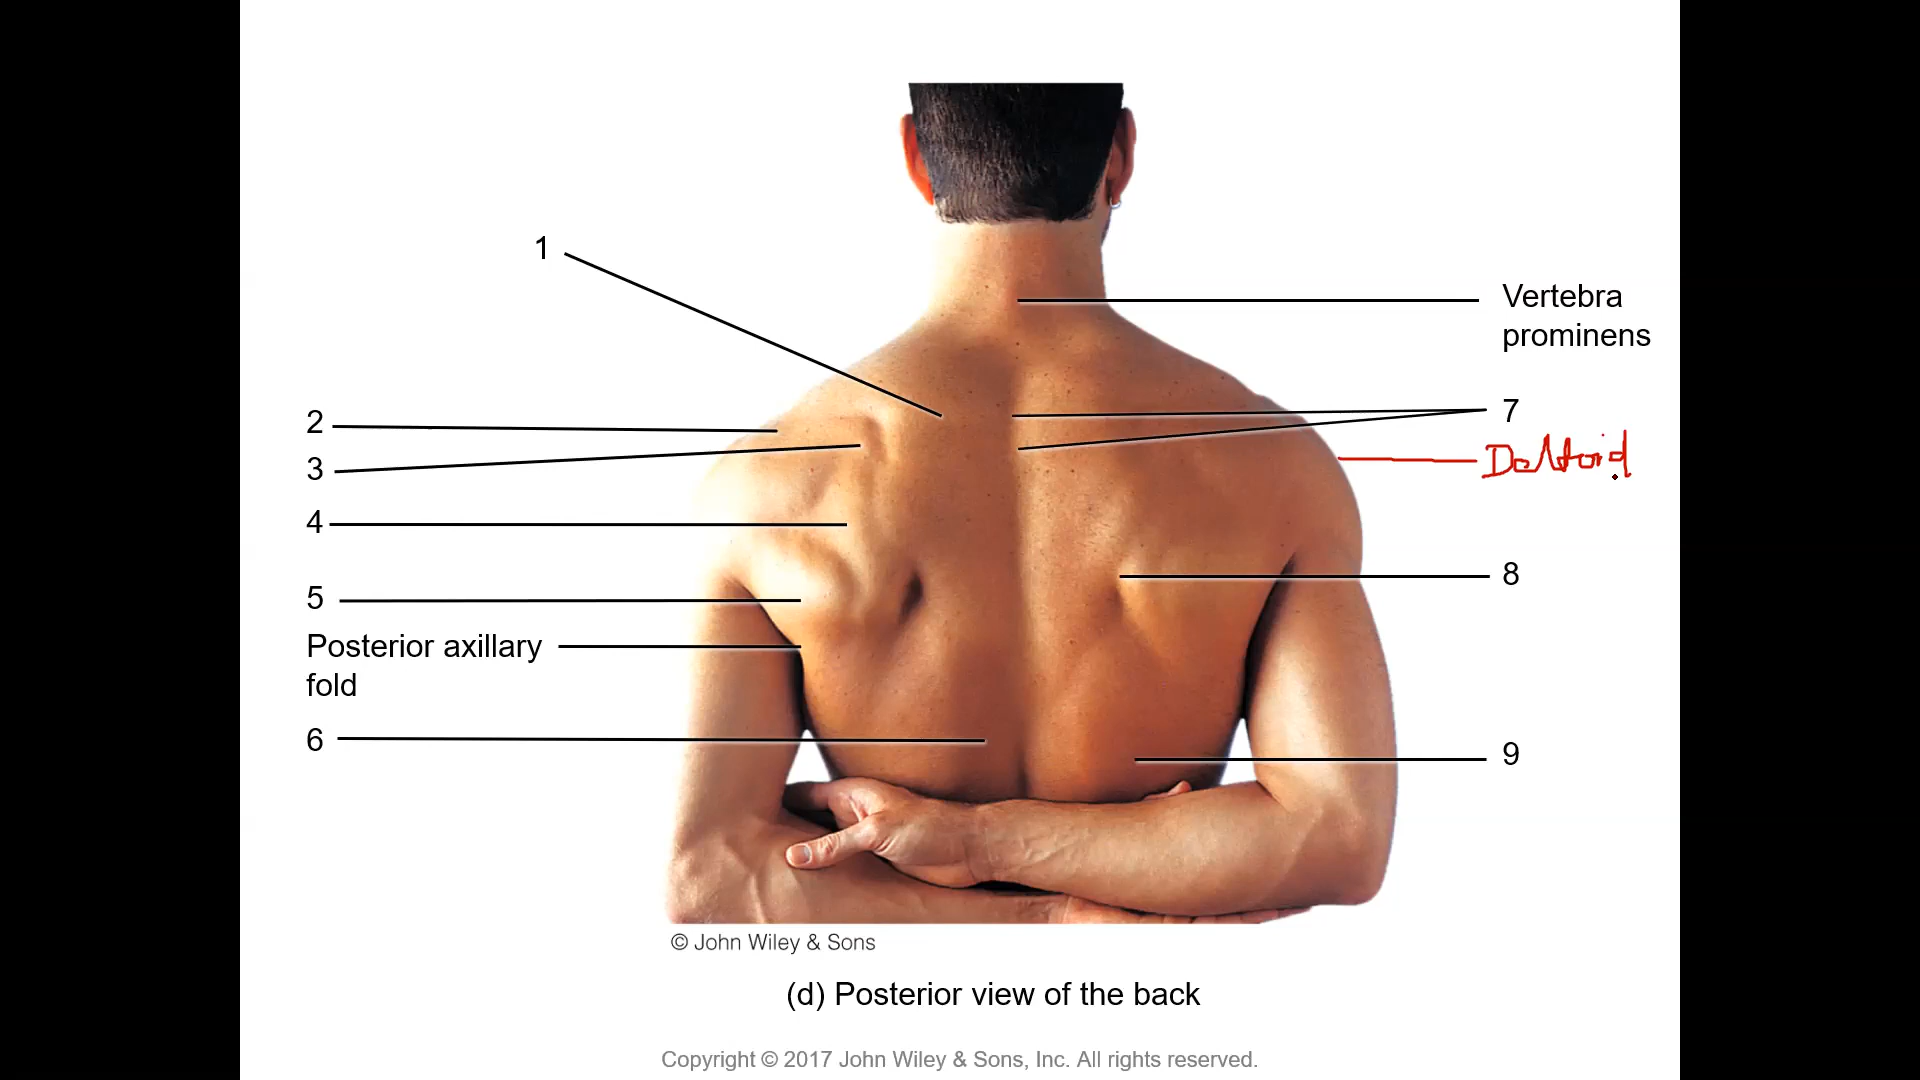 1
Vertebra
prominens
2
7
3
Deltoid
4
8
5
Posterior axillary
fold
6
9
© John Wiley & Sons
(d) Posterior view of the back
Copyright © 2017 John Wiley & Sons, Inc. All rights reserved.